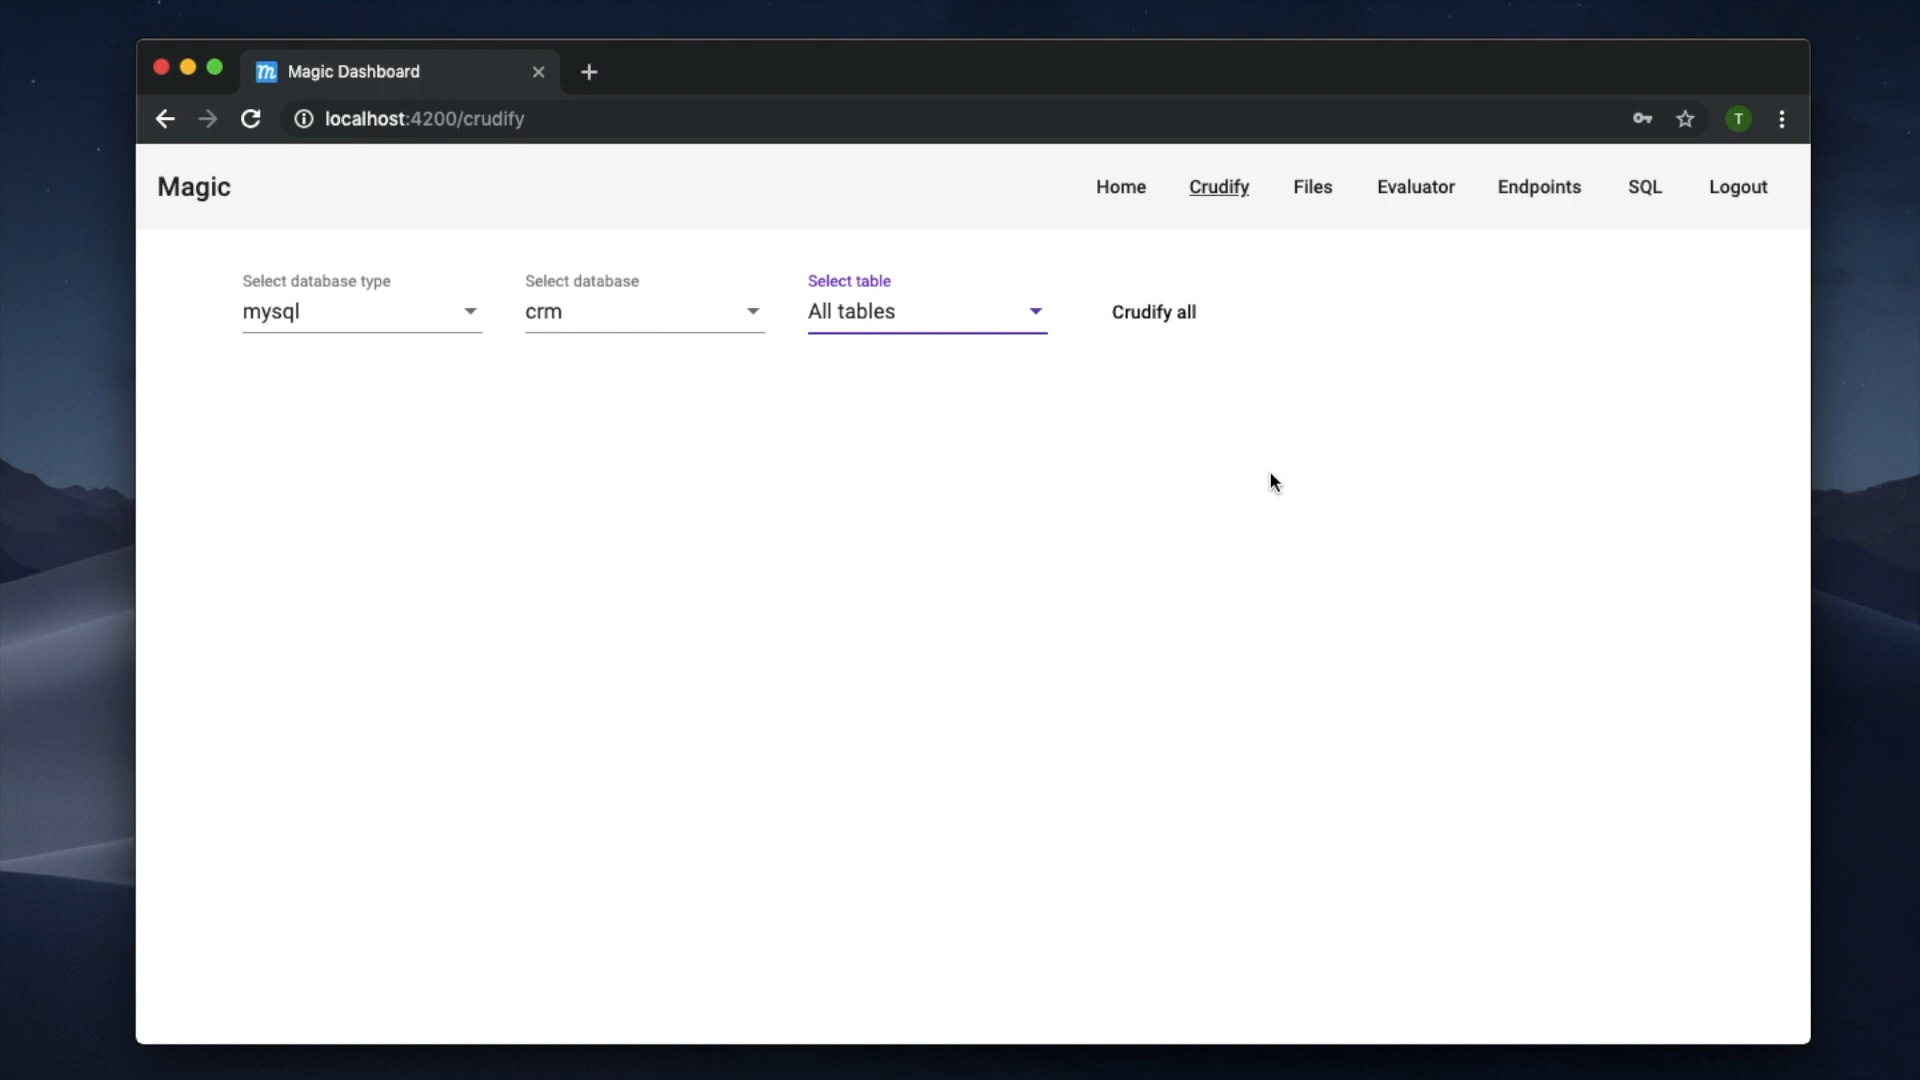 Magic Dashboard
localhost:4200/crudify
T
Magic
Home Crudify Files Evaluator Endpoints SQL Logout
Select database type Select database Select table
mysql crm All tables Crudify all